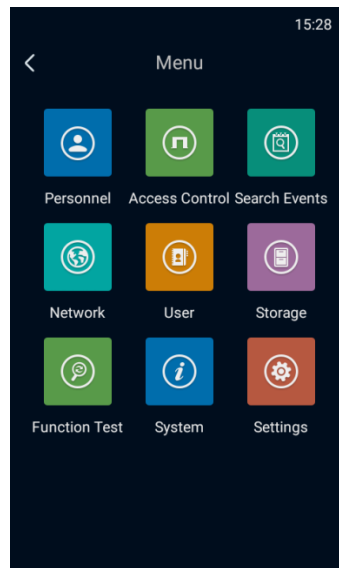 15:28
Menu
Personnel Access Control Search Events
Network User Storage
Function Test System Settings